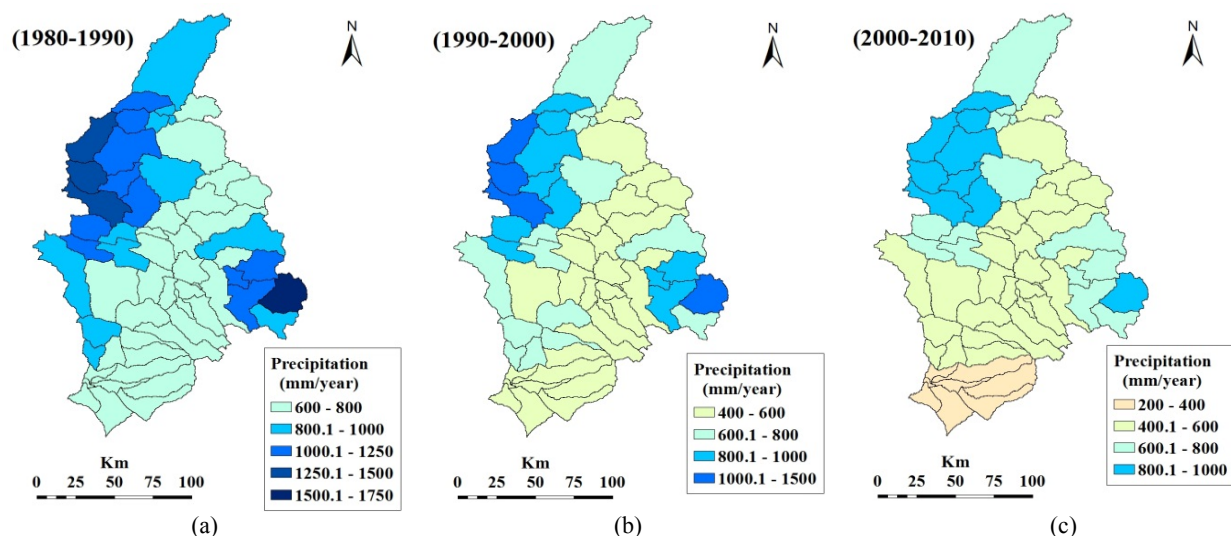 (1980-1990)
N
Precipitation
(mm/year)
600 - 800
800.1 - 1000
1000.1 - 1250
1250.1 - 1500
1500.1 - 1750
Km
0 25 50 75 100
(a)
(1990-2000)
N
Precipitation
(mm/year)
400 - 600
600.1 - 800
800.1 - 1000
1000.1 - 1500
Km
0 25 50 75 100
(b)
(2000-2010)
N
Precipitation
(mm/year)
200 - 400
400.1 - 600
600.1 - 800
800.1 - 1000
Km
0 25 50 75 100
(c)